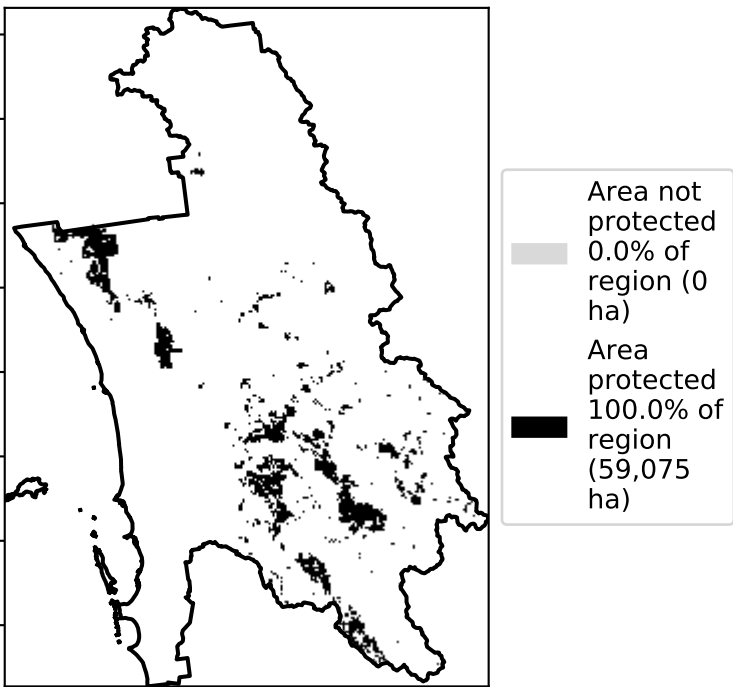 Area not
protected
0.0% of
region (0
ha)
Area
protected
100.0% of
region
(59,075
ha)